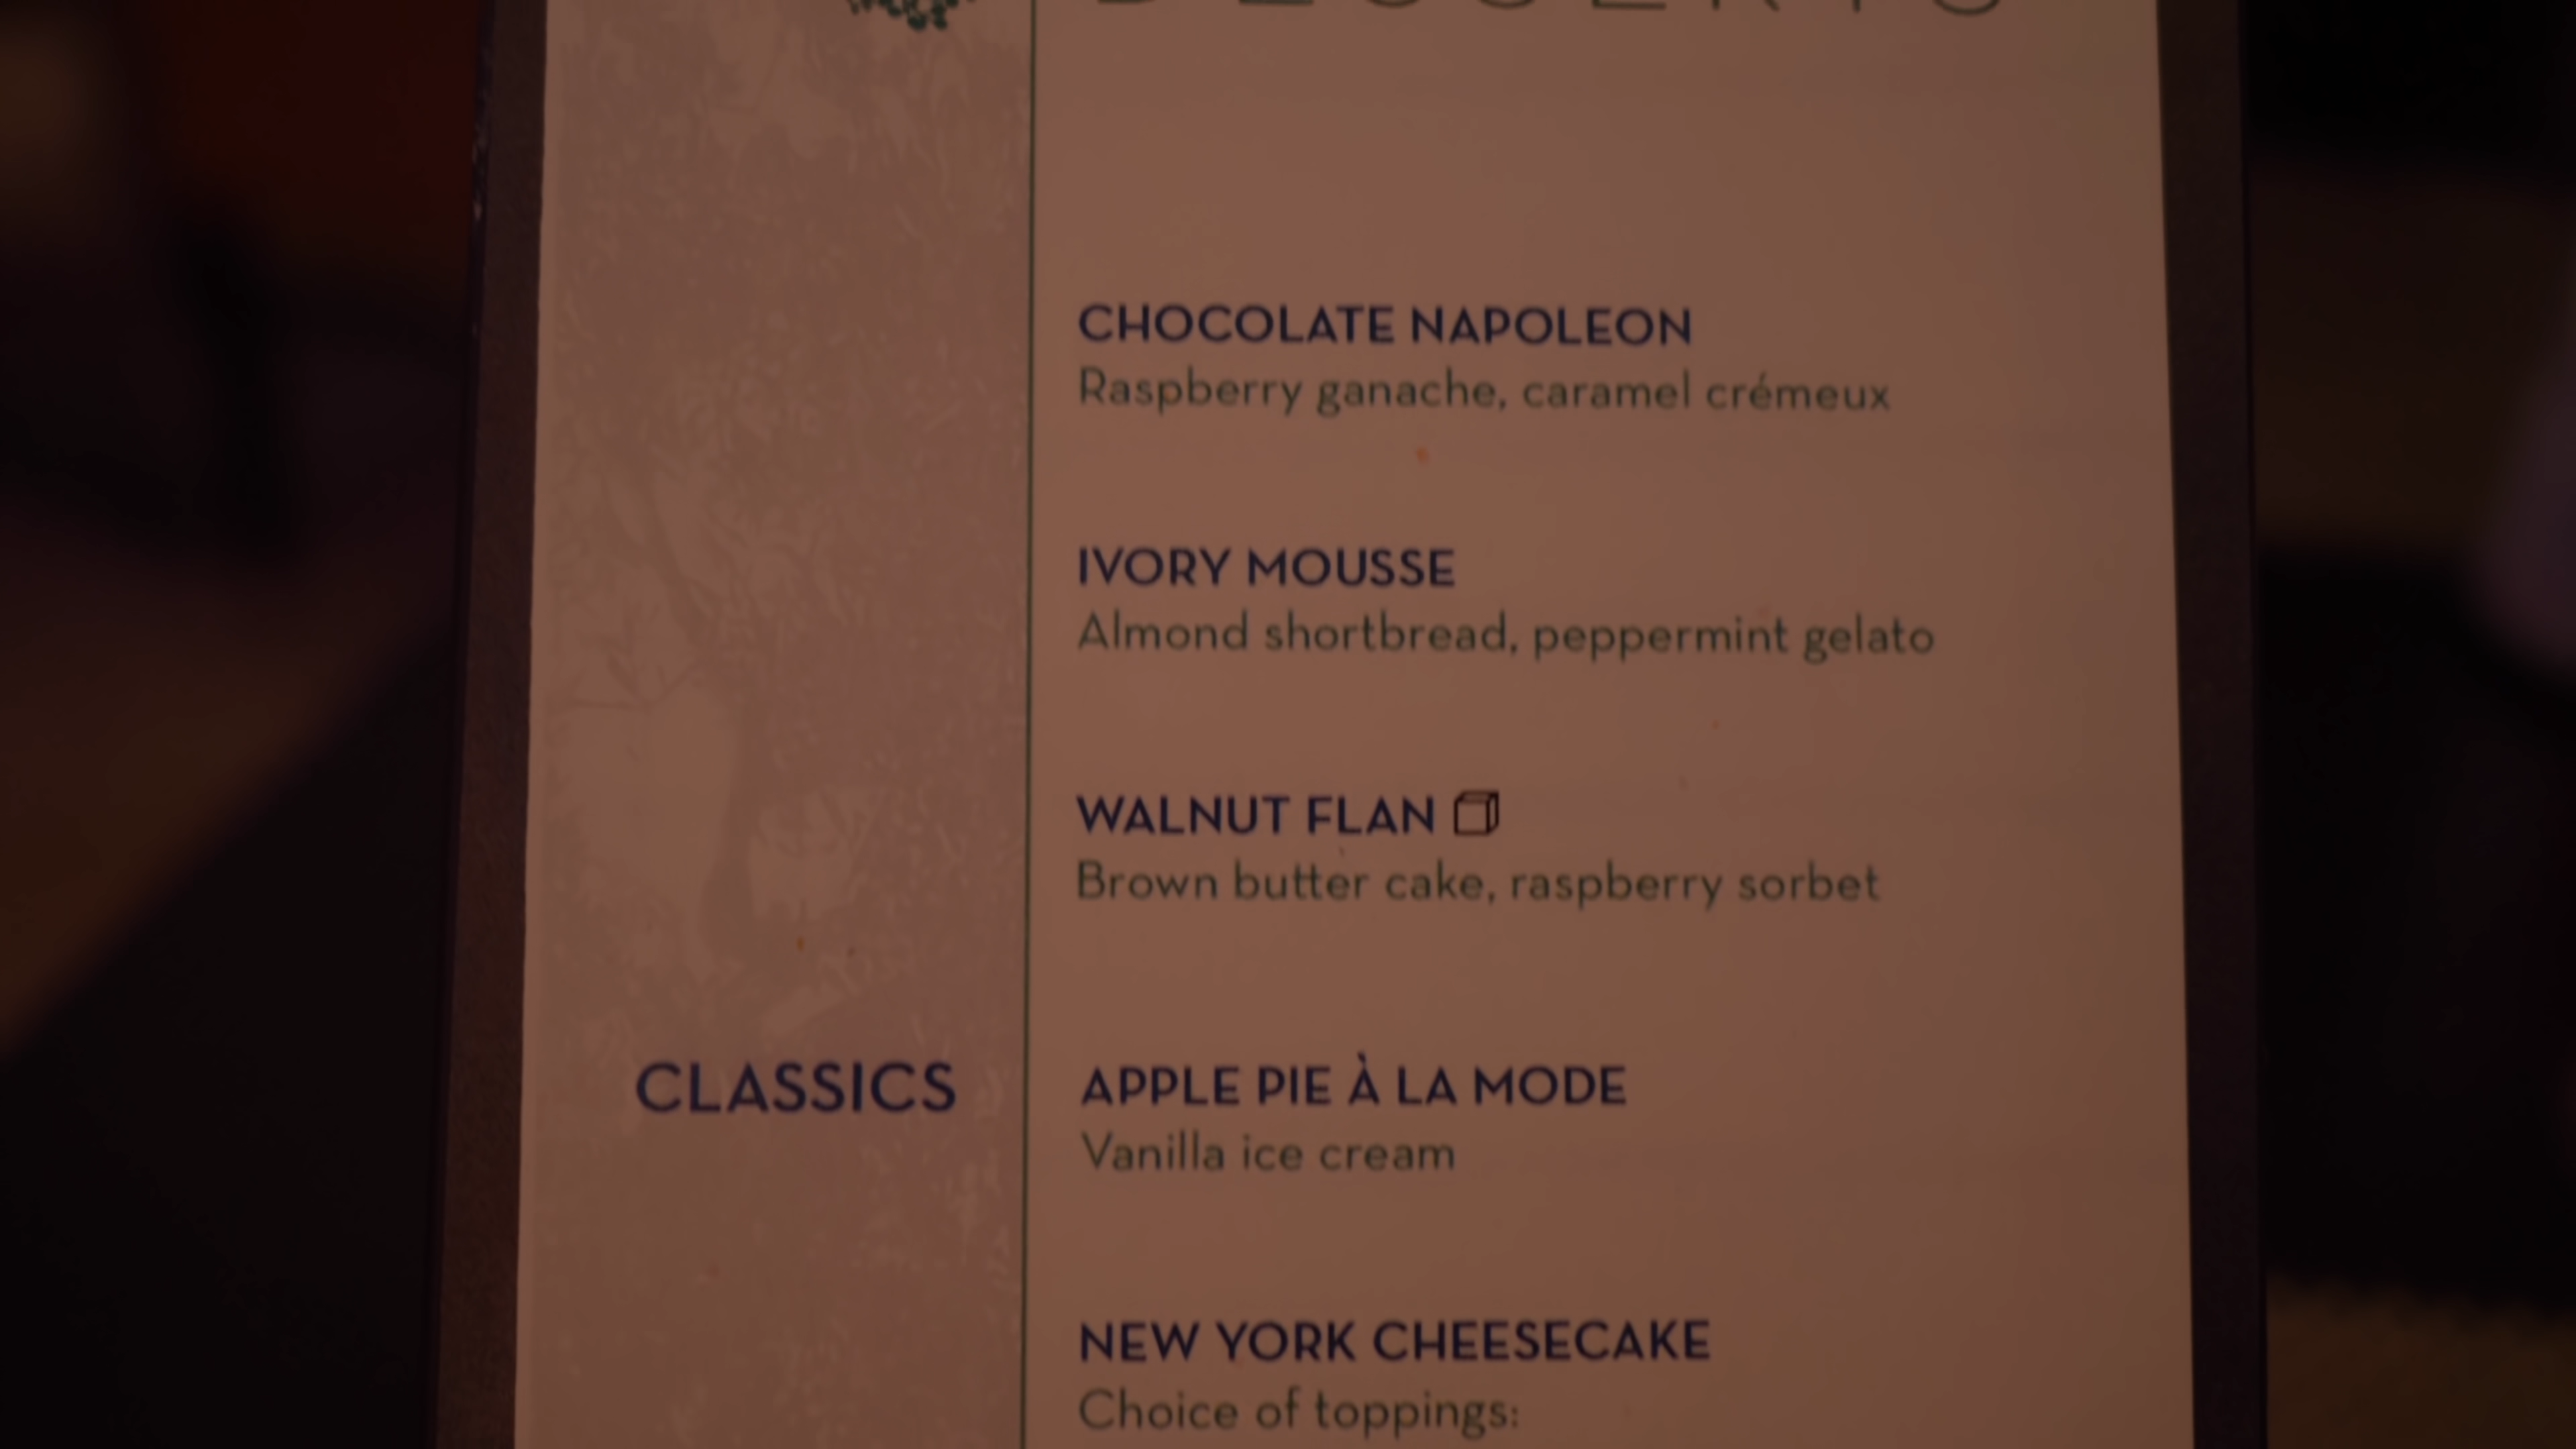 DESSERTS
CHOCOLATE NAPOLEON
Raspberry ganache, caramel crémeux
IVORY MOUSSE
Almond shortbread, peppermint gelato
WALNUT FLAN
Brown butter cake, raspberry sorbet
CLASSICS
APPLE PIE À LA MODE
Vanilla ice cream
NEW YORK CHEESECAKE
Choice of toppings: